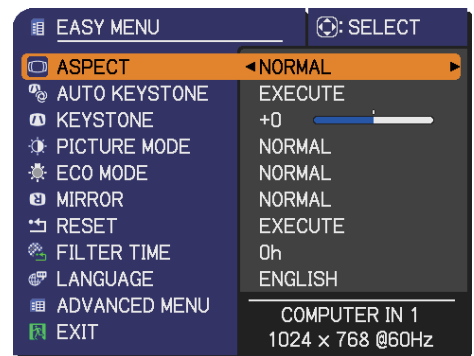 EASY MENU : SELECT
ASPECT NORMAL
AUTO KEYSTONE EXECUTE
KEYSTONE +0
PICTURE MODE NORMAL
ECO MODE NORMAL
MIRROR NORMAL
RESET EXECUTE
FILTER TIME 0h
LANGUAGE ENGLISH
ADVANCED MENU COMPUTER IN 1
EXIT 1024 × 768 @60Hz